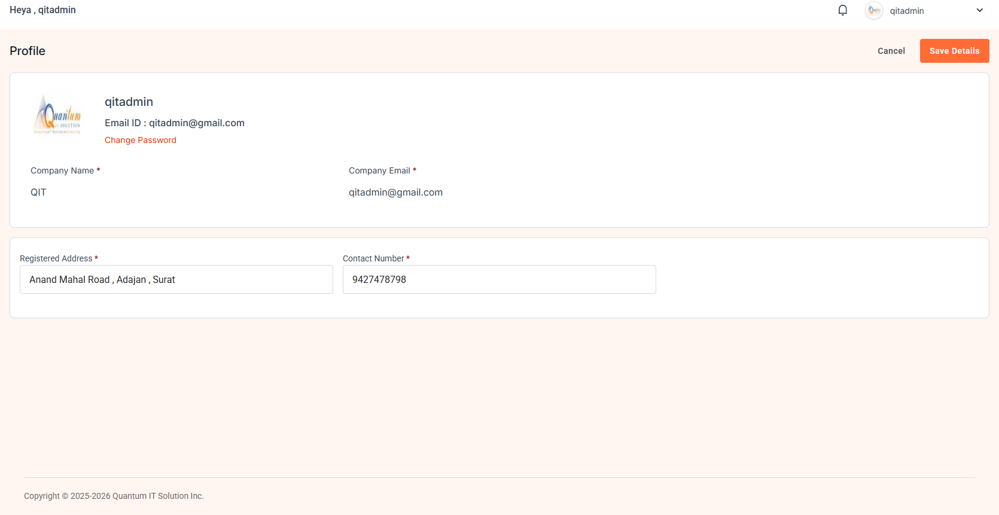 Heya , qitadmin
qitadmin
Profile
Cancel
Save Details
Quantum
IT SOLUTION
qitadmin
Email ID : qitadmin@gmail.com
Change Password
Company Name *
Company Email *
QIT
qitadmin@gmail.com
Registered Address *
Contact Number *
Anand Mahal Road , Adajan , Surat
9427478798
Copyright © 2025-2026 Quantum IT Solution Inc.